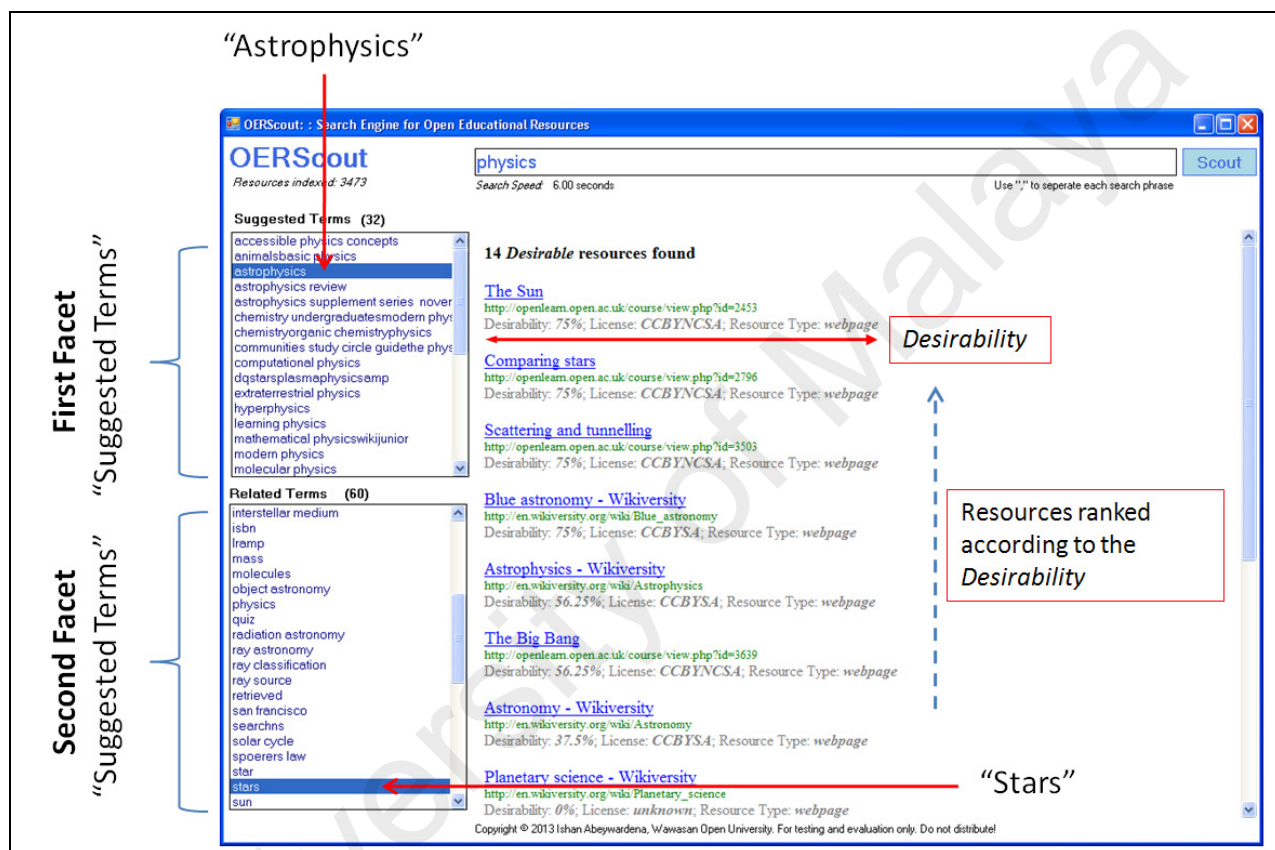 “Astrophysics”
OERScout: : Search Engine for Open Educational Resources
OERScout
physics
Scout
Resources indexed: 3473
Search Speed: 6.00 seconds
Use "," to seperate each search phrase
Suggested Terms (32)
accessible physics concepts
animalsbasic physics
astrophysics
astrophysics review
astrophysics supplement series nover
chemistry undergraduatesmodern phys
chemistryorganic chemistryphysics
communities study circle guidethe phys
computational physics
dqstarsplasmaphysicsamp
extraterrestrial physics
hyperphysics
learning physics
mathematical physicswikijunior
modern physics
molecular physics
First Facet
“Suggested Terms”
Related Terms (60)
interstellar medium
isbn
lramp
mass
molecules
object astronomy
physics
quiz
radiation astronomy
ray astronomy
ray classification
ray source
retrieved
san francisco
searchns
solar cycle
spoerers law
star
stars
sun
Second Facet
“Suggested Terms”
14 Desirable resources found
The Sun
http://openlearn.open.ac.uk/course/view.php?id=2453
Desirability: 75%; License: CCBYNCSA; Resource Type: webpage
Comparing stars
http://openlearn.open.ac.uk/course/view.php?id=2796
Desirability: 75%; License: CCBYNCSA; Resource Type: webpage
Scattering and tunnelling
http://openlearn.open.ac.uk/course/view.php?id=3503
Desirability: 75%; License: CCBYNCSA; Resource Type: webpage
Blue astronomy - Wikiversity
http://en.wikiversity.org/wiki/Blue_astronomy
Desirability: 75%; License: CCBYSA; Resource Type: webpage
Astrophysics - Wikiversity
http://en.wikiversity.org/wiki/Astrophysics
Desirability: 56.25%; License: CCBYSA; Resource Type: webpage
The Big Bang
http://openlearn.open.ac.uk/course/view.php?id=3639
Desirability: 56.25%; License: CCBYNCSA; Resource Type: webpage
Astronomy - Wikiversity
http://en.wikiversity.org/wiki/Astronomy
Desirability: 37.5%; License: CCBYSA; Resource Type: webpage
Planetary science - Wikiversity
http://en.wikiversity.org/wiki/Planetary_science
Desirability: 0%; License: unknown; Resource Type: webpage
Desirability
Resources ranked
according to the
Desirability
“Stars”
Copyright © 2013 Ishan Abeywardena, Wawasan Open University. For testing and evaluation only. Do not distribute!
versity of Malaya